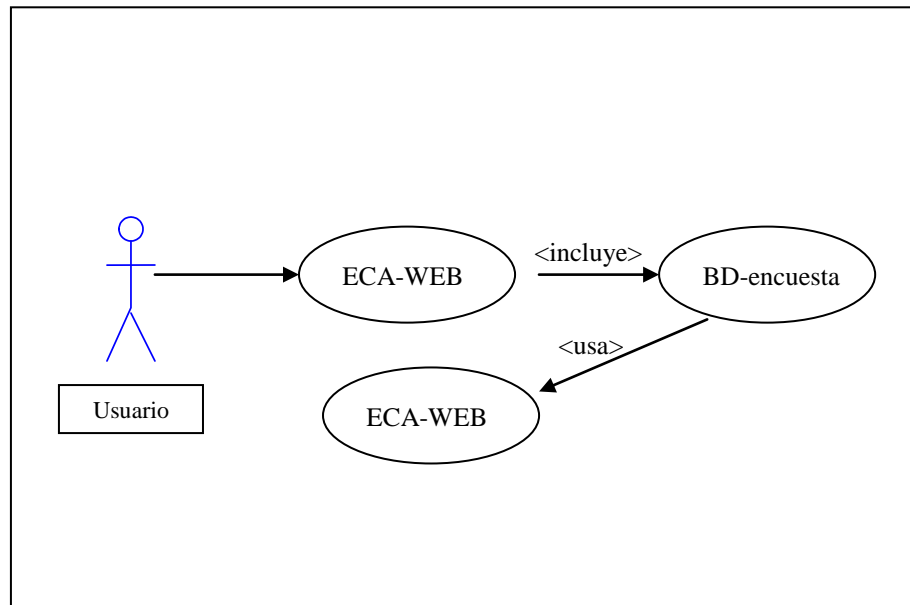 <incluye>
ECA-WEB
BD-encuesta
<usa>
Usuario
ECA-WEB